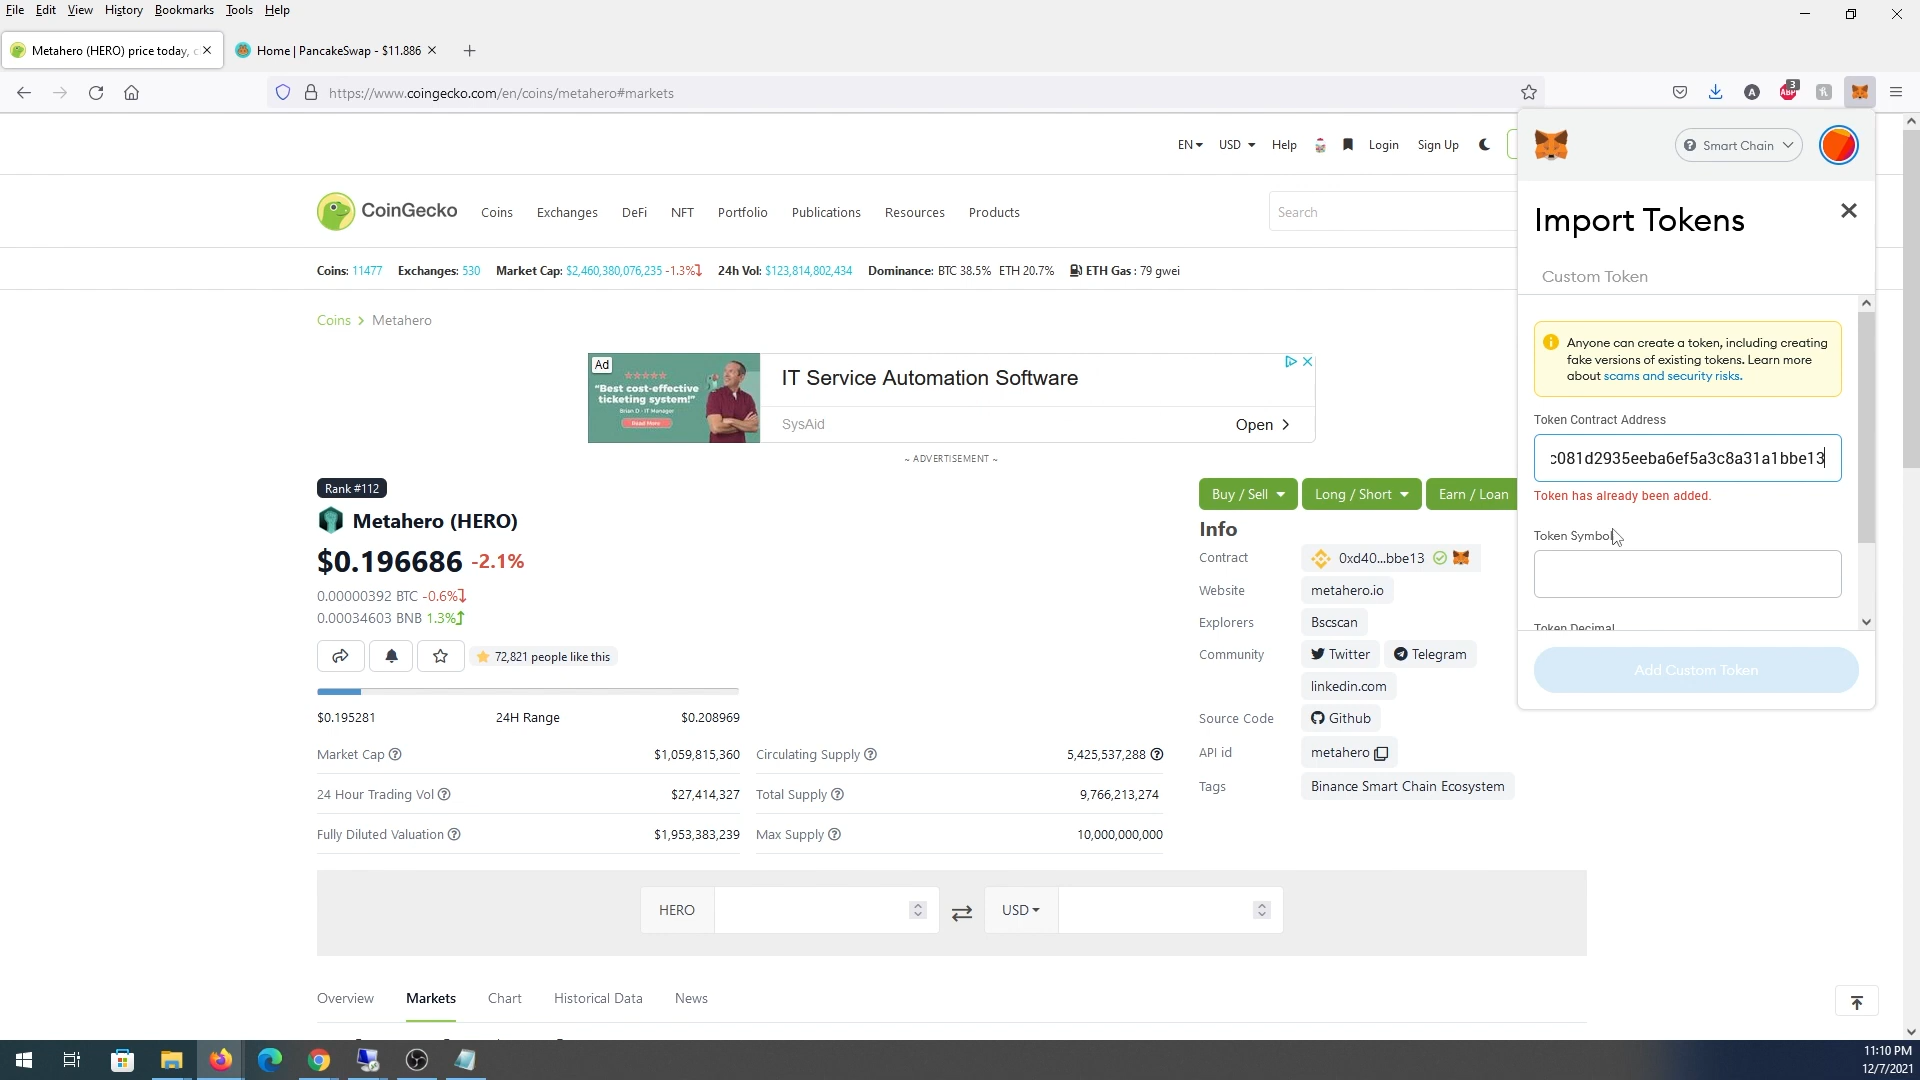 File Edit View History Bookmarks Tools Help
Metahero (HERO) price today, c
Home | PancakeSwap - $11.886
https://www.coingecko.com/en/coins/metahero#markets
3
ABP
A
EN USD Help Login Sign Up
Smart Chain
CoinGecko Coins Exchanges DeFi NFT Portfolio Publications Resources Products
Search
Import Tokens
Coins: 11477 Exchanges: 530 Market Cap: $2,460,380,076,235 -1.3% 24h Vol: $123,814,802,434 Dominance: BTC 38.5% ETH 20.7% ETH Gas : 79 gwei
Custom Token
Coins > Metahero
Anyone can create a token, including creating
fake versions of existing tokens. Learn more
about scams and security risks.
Ad
"Best cost-effective
ticketing system!"
Brian D - IT Manager
Read More
IT Service Automation Software
SysAid
Open
~ ADVERTISEMENT ~
Token Contract Address
c081d2935eeba6ef5a3c8a31a1bbe13
Token has already been added.
Token Symbol
Token Decimal
Add Custom Token
Rank #112
Metahero (HERO)
$0.196686 -2.1%
0.00000392 BTC -0.6%
0.00034603 BNB 1.3%
72,821 people like this
$0.195281 24H Range $0.208969
Market Cap $1,059,815,360
24 Hour Trading Vol $27,414,327
Fully Diluted Valuation $1,953,383,239
Circulating Supply 5,425,537,288
Total Supply 9,766,213,274
Max Supply 10,000,000,000
Buy / Sell Long / Short Earn / Loan
Info
Contract 0xd40...bbe13
Website metahero.io
Explorers Bscscan
Community Twitter Telegram
linkedin.com
Source Code Github
API id metahero
Tags Binance Smart Chain Ecosystem
HERO USD
Overview Markets Chart Historical Data News
11:10 PM
12/7/2021